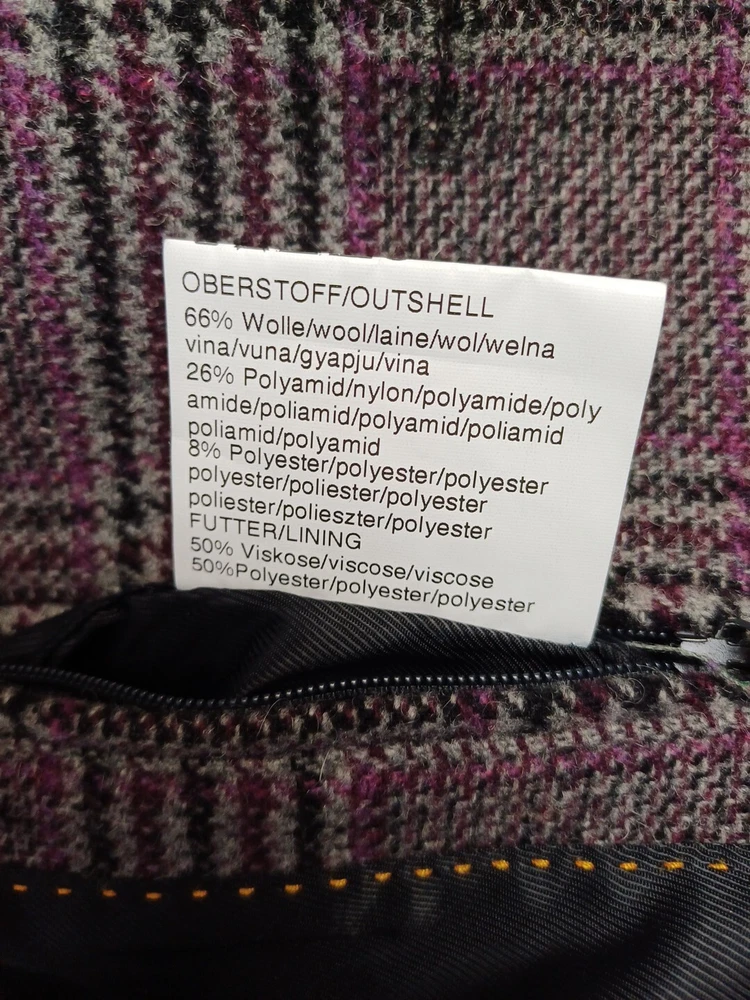 OBERSTOFF/OUTSHELL
66% Wolle/wool/laine/wol/welna
vina/vuna/gyapju/vina
26% Polyamid/nylon/polyamide/poly
amide/poliamid/polyamid/poliamid
poliamid/polyamid
8% Polyester/polyester/polyester
polyester/poliester/polyester
poliester/polieszter/polyester
FUTTER/LINING
50% Viskose/viscose/viscose
50%Polyester/polyester/polyester